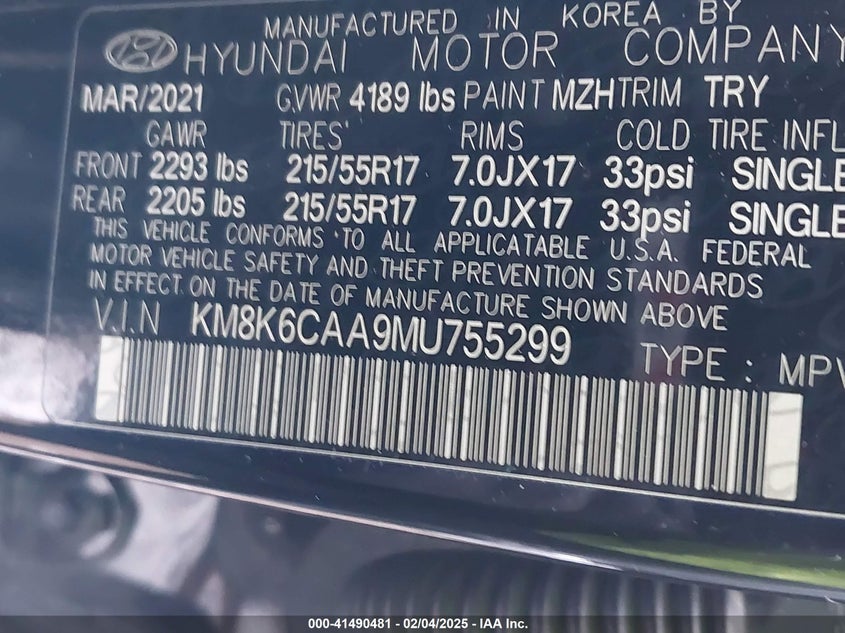 MANUFACTURED IN KOREA BY
HYUNDAI MOTOR COMPANY
MAR/2021 GVWR 4189 lbs PAINT MZH TRIM TRY
GAWR TIRES RIMS COLD TIRE INFL
FRONT 2293 lbs 215/55R17 7.0JX17 33psi SINGLE
REAR 2205 lbs 215/55R17 7.0JX17 33psi SINGLE
THIS VEHICLE CONFORMS TO ALL APPLICATABLE U.S.A. FEDERAL
MOTOR VEHICLE SAFETY AND THEFT PREVENTION STANDARDS
IN EFFECT ON THE DATE OF MANUFACTURE SHOWN ABOVE
V.I.N KM8K6CAA9MU755299 TYPE : MPV
000-41490481 - 02/04/2025 - IAA Inc.